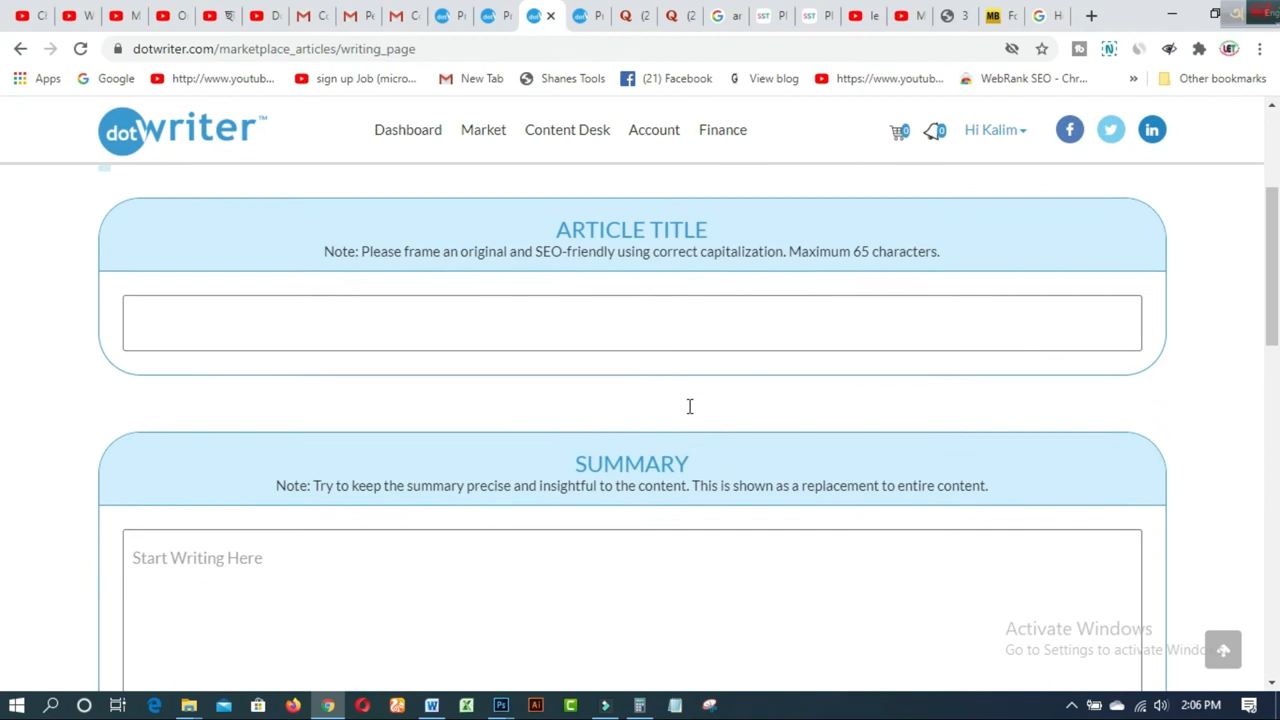 dotwriter.com/marketplace_articles/writing_page
Apps Google http://www.youtub... sign up Job (micro... New Tab Shanes Tools (21) Facebook View blog https://www.youtub... WebRank SEO - Chr... » Other bookmarks
dotwriter™ Dashboard Market Content Desk Account Finance 0 0 Hi Kalim
ARTICLE TITLE
Note: Please frame an original and SEO-friendly using correct capitalization. Maximum 65 characters.
SUMMARY
Note: Try to keep the summary precise and insightful to the content. This is shown as a replacement to entire content.
Start Writing Here
Activate Windows
Go to Settings to activate Windo
2:06 PM